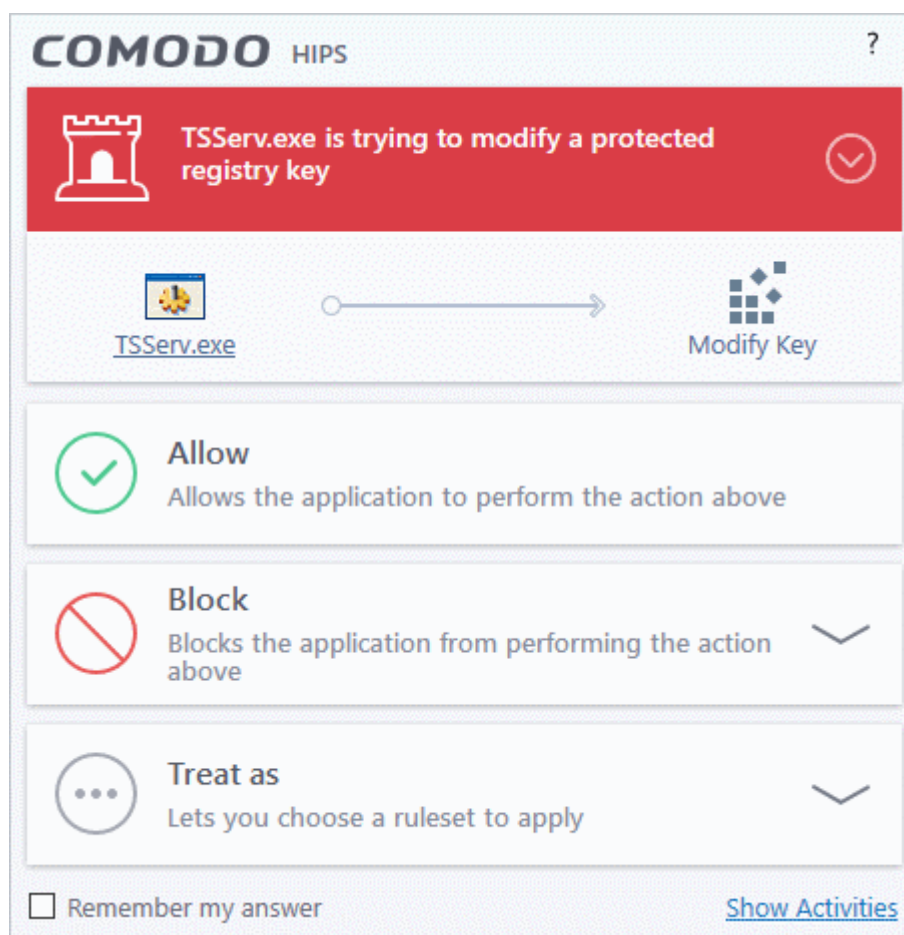 COMODO HIPS ?
TSServ.exe is trying to modify a protected
registry key
TSServ.exe
Modify Key
Allow
Allows the application to perform the action above
Block
Blocks the application from performing the action
above
Treat as
Lets you choose a ruleset to apply
Remember my answer
Show Activities